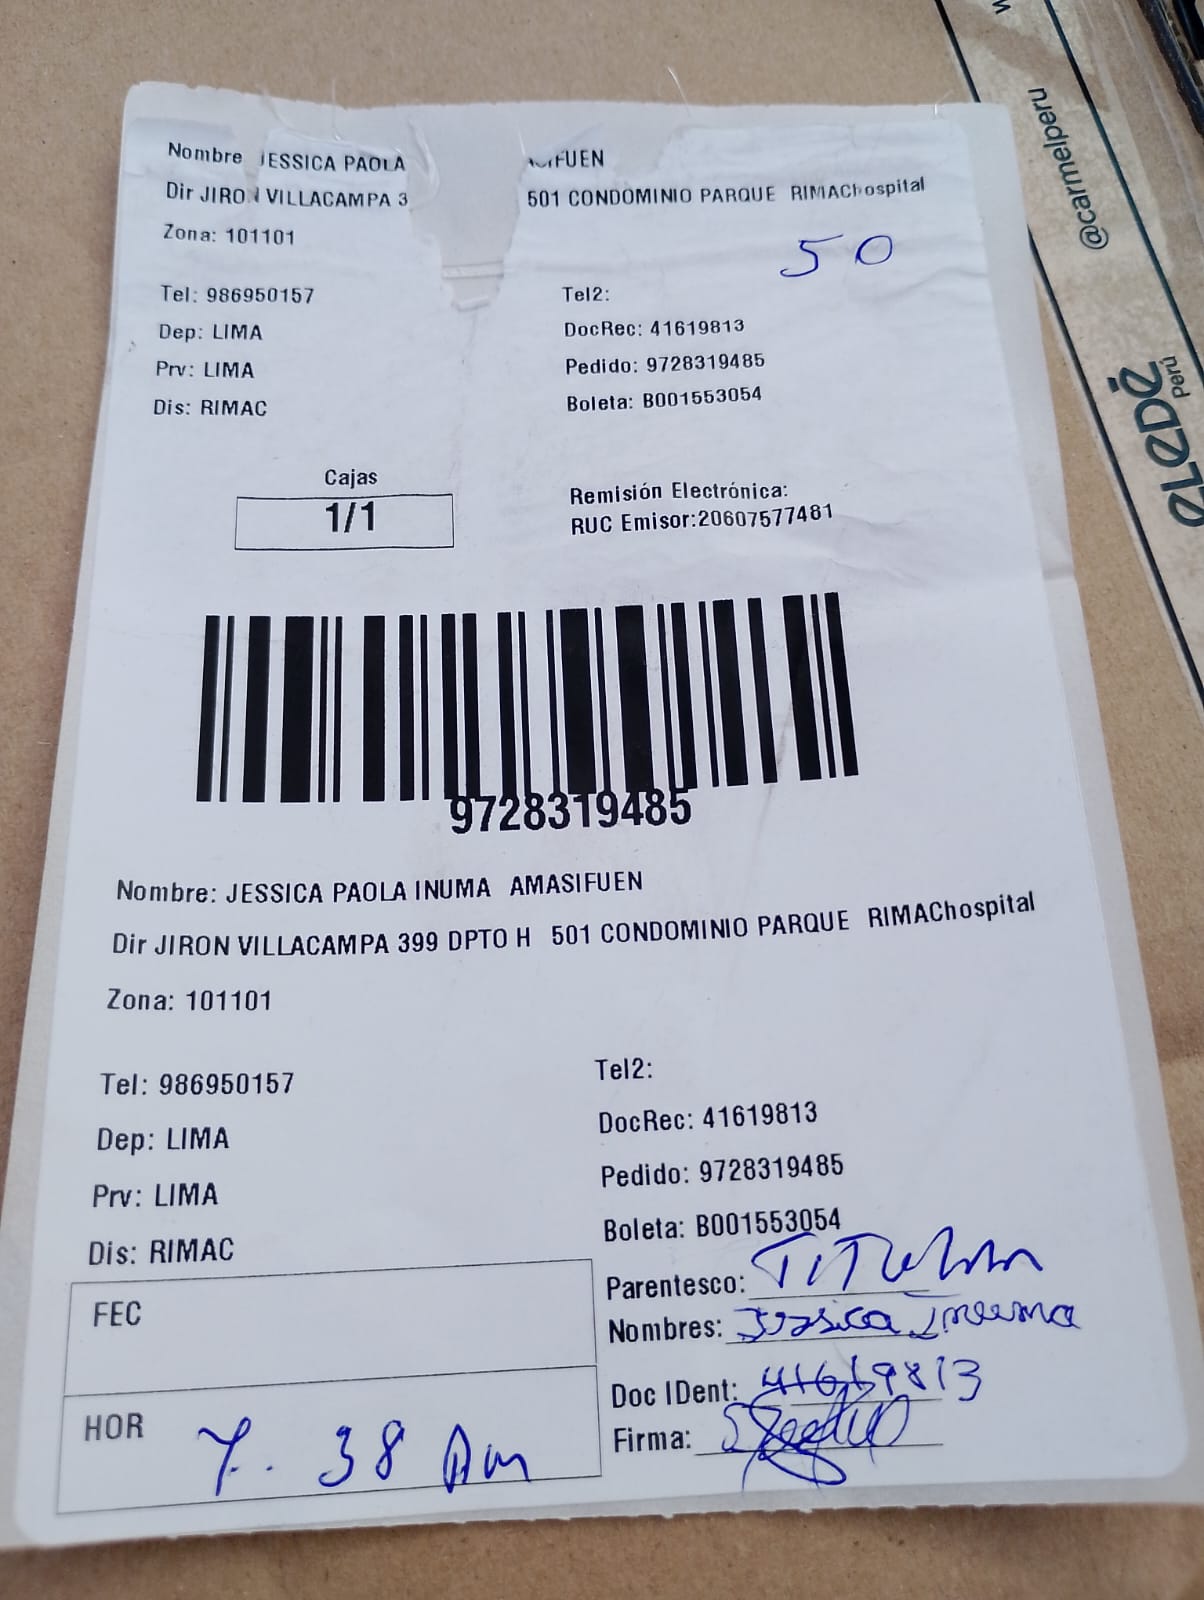 Nombre JESSICA PAOLA IFUEN
Dir JIRON VILLACAMPA 3 501 CONDOMINIO PARQUE RIMAChospital
Zona: 101101
50
Tel: 986950157 Tel2:
Dep: LIMA DocRec: 41619813
Prv: LIMA Pedido: 9728319485
Dis: RIMAC Boleta: B001553054
Cajas
1/1
Remisión Electrónica:
RUC Emisor:20607577481
9728319485
Nombre: JESSICA PAOLA INUMA AMASIFUEN
Dir JIRON VILLACAMPA 399 DPTO H 501 CONDOMINIO PARQUE RIMAChospital
Zona: 101101
Tel: 986950157 Tel2:
Dep: LIMA DocRec: 41619813
Prv: LIMA Pedido: 9728319485
Dis: RIMAC Boleta: B001553054
FEC
HOR 7. 38 Am
Parentesco: TITULAR
Nombres: Jessica Inuma
Doc IDent: 41619813
Firma:
@carmelperu
eLeDé
Perú